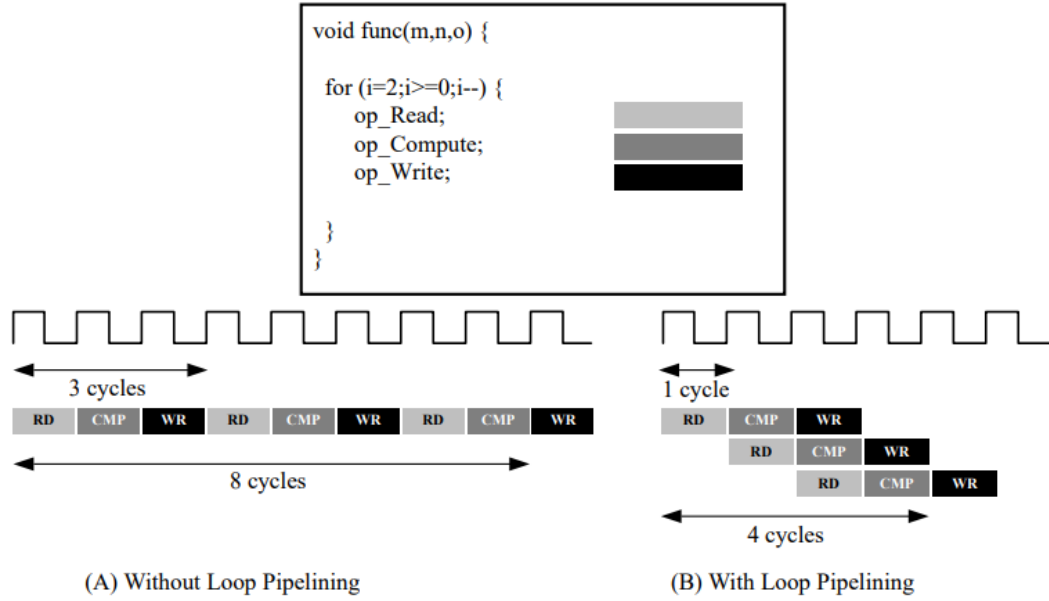 void func(m,n,o) {
for (i=2;i>=0;i--) {
op_Read;
op_Compute;
op_Write;
}
}
3 cycles
RD CMP WR RD CMP WR RD CMP WR
8 cycles
(A) Without Loop Pipelining
1 cycle
RD CMP WR
RD CMP WR
RD CMP WR
4 cycles
(B) With Loop Pipelining